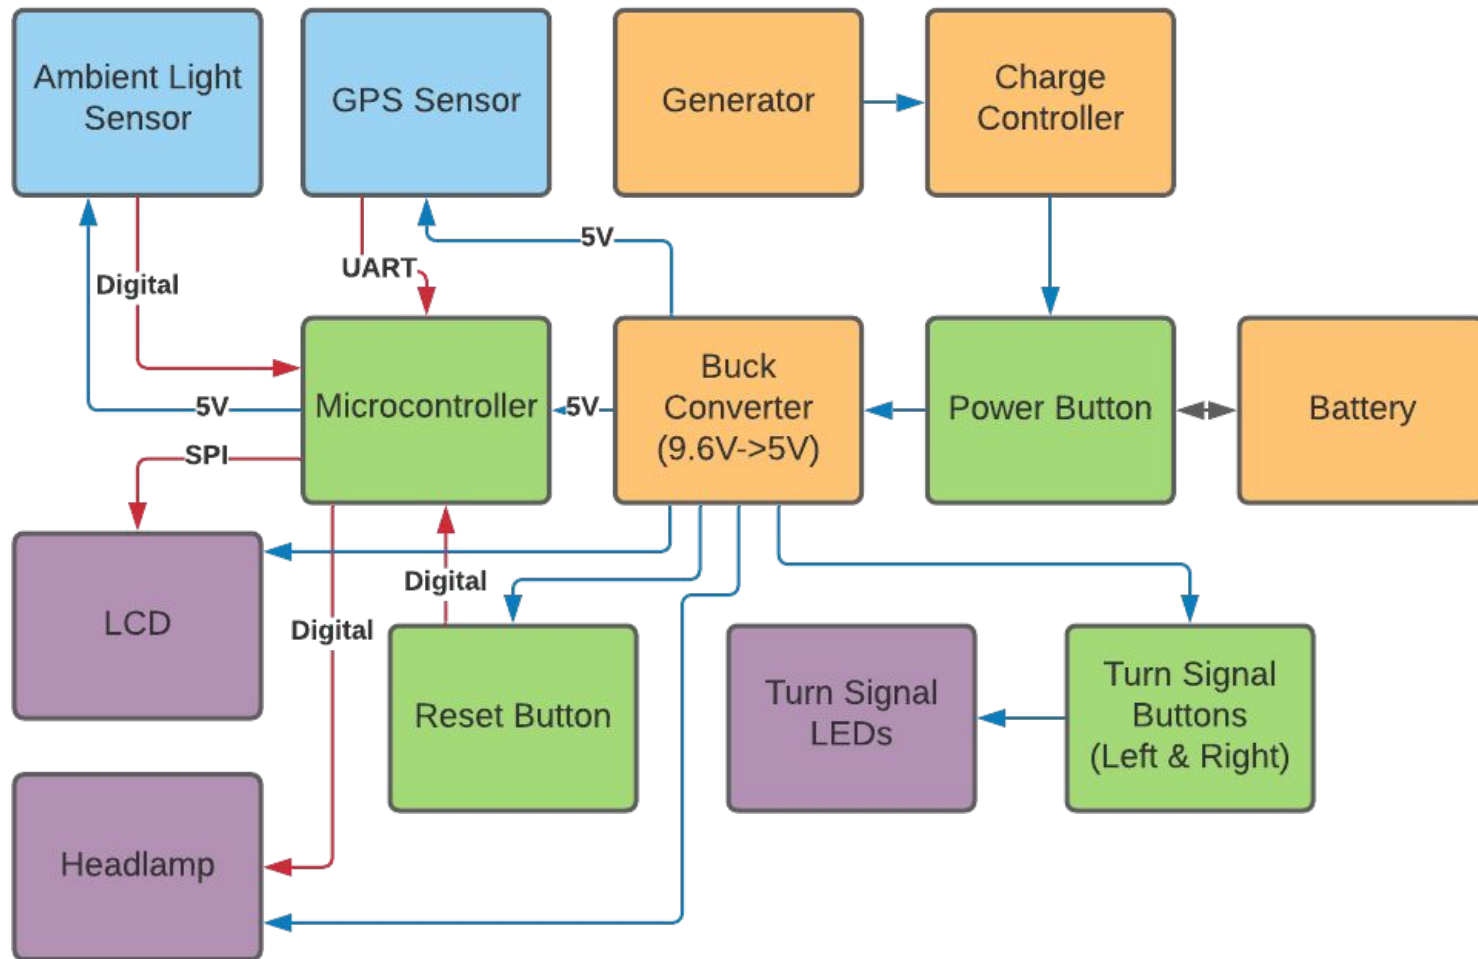 Ambient Light
Sensor
GPS Sensor
Generator
Charge
Controller
5V
UART
Digital
Microcontroller
5V
Buck
Converter
(9.6V->5V)
Power Button
Battery
5V
SPI
LCD
Digital
Digital
Reset Button
Turn Signal
LEDs
Turn Signal
Buttons
(Left & Right)
Headlamp